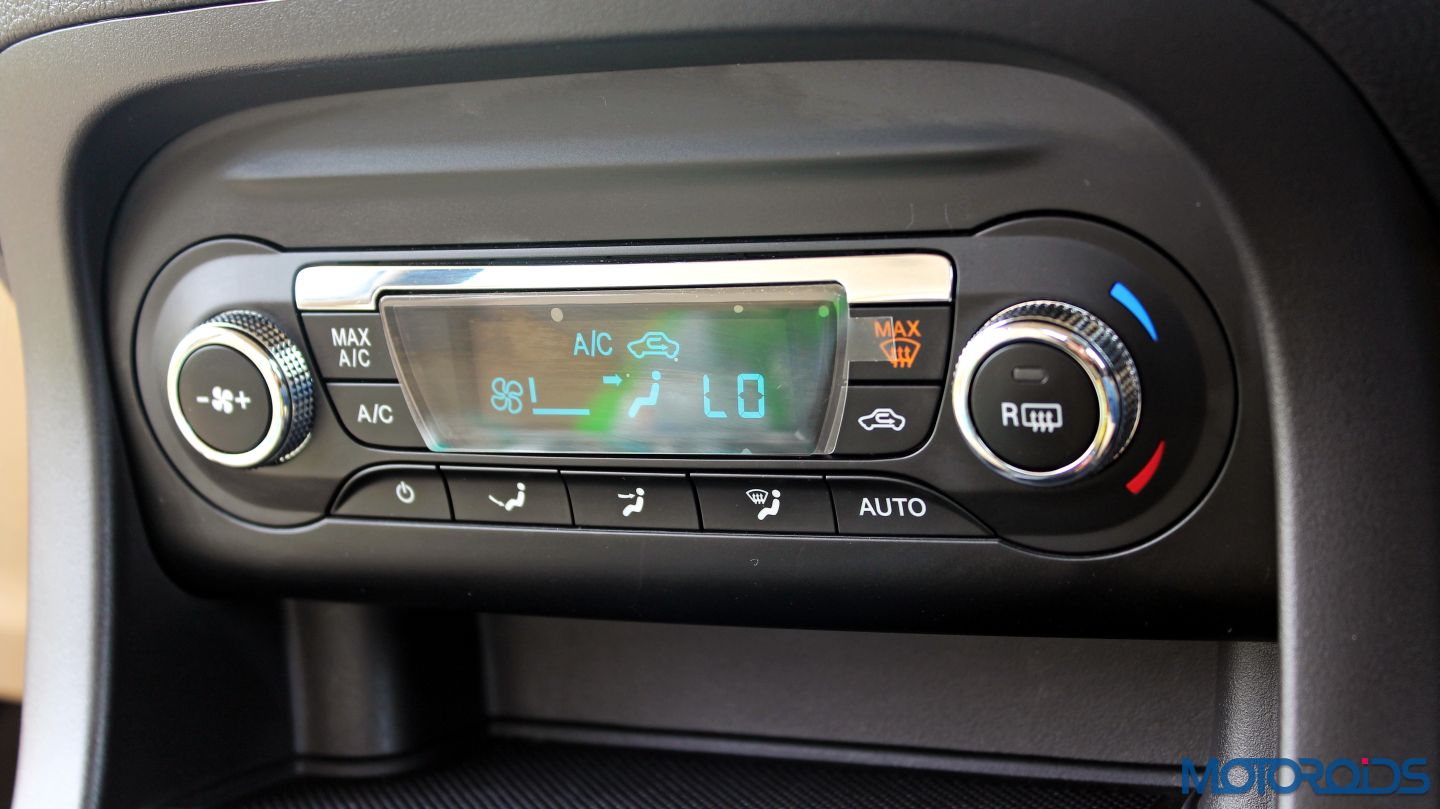 MAX
A/C
A/C
A/C
LO
MAX
- +
R
AUTO
MOTOROIDS